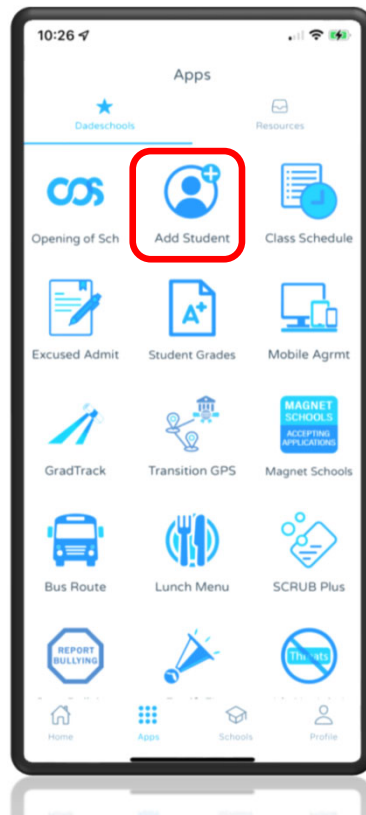 10:26
Apps
Dadeschools
Resources
COS
Opening of Sch
Add Student
Class Schedule
A+
Excused Admit
Student Grades
Mobile Agrmt
MAGNET
SCHOOLS
ACCEPTING
APPLICATIONS
GradTrack
Transition GPS
Magnet Schools
Bus Route
Lunch Menu
SCRUB Plus
REPORT
BULLYING
Threats
Home
Apps
Schools
Profile